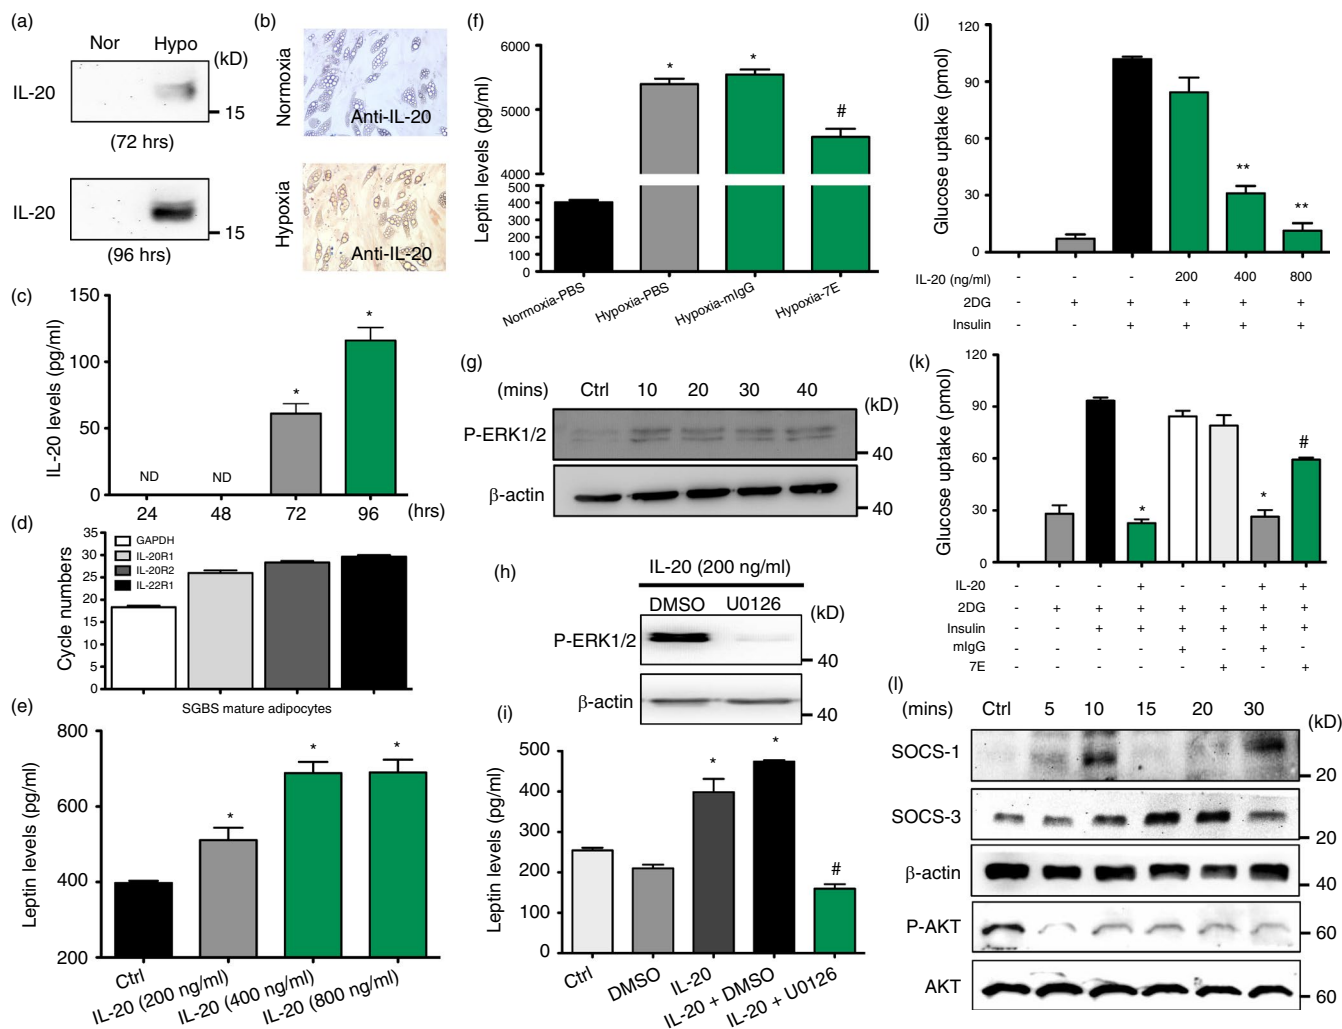 (a)
Nor Hypo
(kD)
IL-20
15
(72 hrs)
IL-20
15
(96 hrs)
(b)
Normoxia
Anti-IL-20
Hypoxia
Anti-IL-20
(c)
IL-20 levels (pg/ml)
150
100
50
0
ND
ND
*
*
24 48 72 96 (hrs)
(d)
Cycle numbers
35
30
25
20
15
10
5
0
GAPDH
IL-20R1
IL-20R2
IL-22R1
SGBS mature adipocytes
(e)
Leptin levels (pg/ml)
800
600
400
200
*
*
*
Ctrl
IL-20 (200 ng/ml)
IL-20 (400 ng/ml)
IL-20 (800 ng/ml)
(f)
Leptin levels (pg/ml)
6000
5000
4000
500
400
300
200
100
0
*
*
#
Normoxia-PBS
Hypoxia-PBS
Hypoxia-mIgG
Hypoxia-7E
(g)
(mins) Ctrl 10 20 30 40
(kD)
P-ERK1/2
40
β-actin
40
(h)
IL-20 (200 ng/ml)
DMSO U0126
(kD)
P-ERK1/2
40
β-actin
40
(i)
Leptin levels (pg/ml)
500
400
300
200
100
0
*
*
#
Ctrl
DMSO
IL-20
IL-20 + DMSO
IL-20 + U0126
(j)
Glucose uptake (pmol)
120
90
60
30
0
**
**
IL-20 (ng/ml) - - - 200 400 800
2DG - + + + + +
Insulin - - + + + +
(k)
Glucose uptake (pmol)
120
90
60
30
0
*
*
#
IL-20 - - - + - - + +
2DG - + + + + + + +
Insulin - - + + + + + +
mIgG - - - - + - + -
7E - - - - - + - +
(l)
(mins) Ctrl 5 10 15 20 30
(kD)
SOCS-1
20
SOCS-3
20
β-actin
40
P-AKT
60
AKT
60